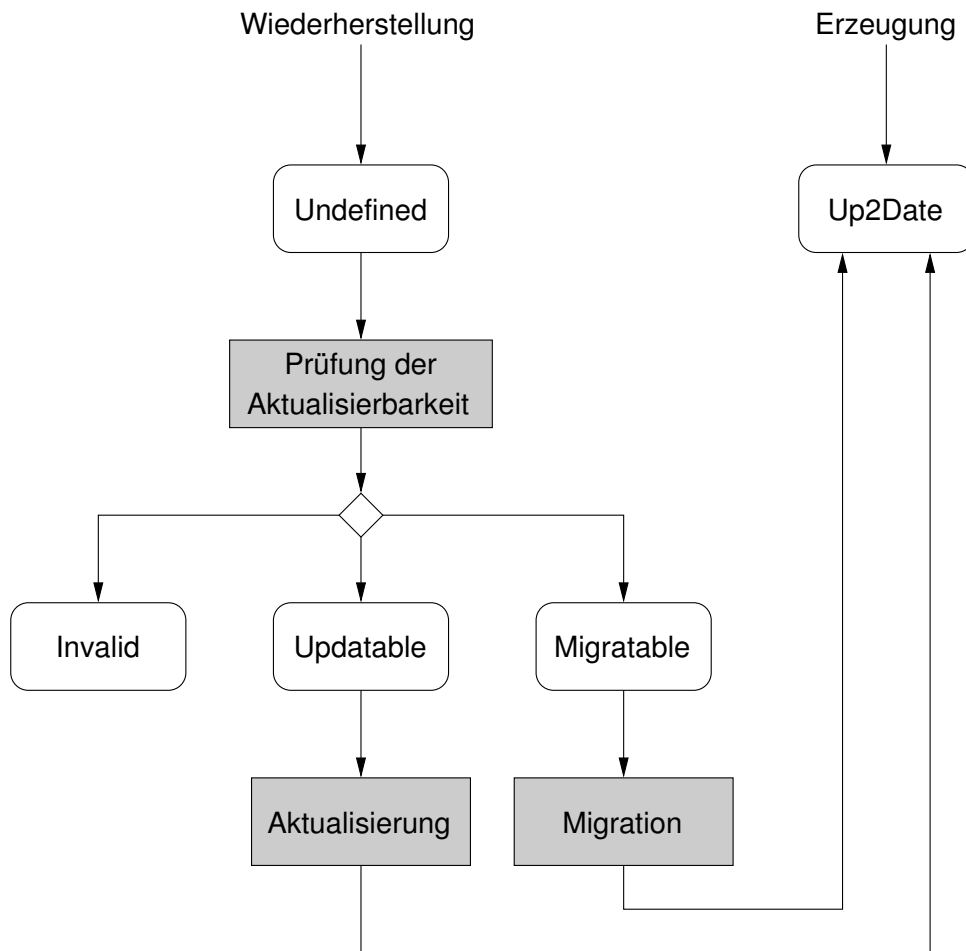 Wiederherstellung
Erzeugung
Undefined
Up2Date
Prüfung der
Aktualisierbarkeit
Invalid
Updatable
Migratable
Aktualisierung
Migration